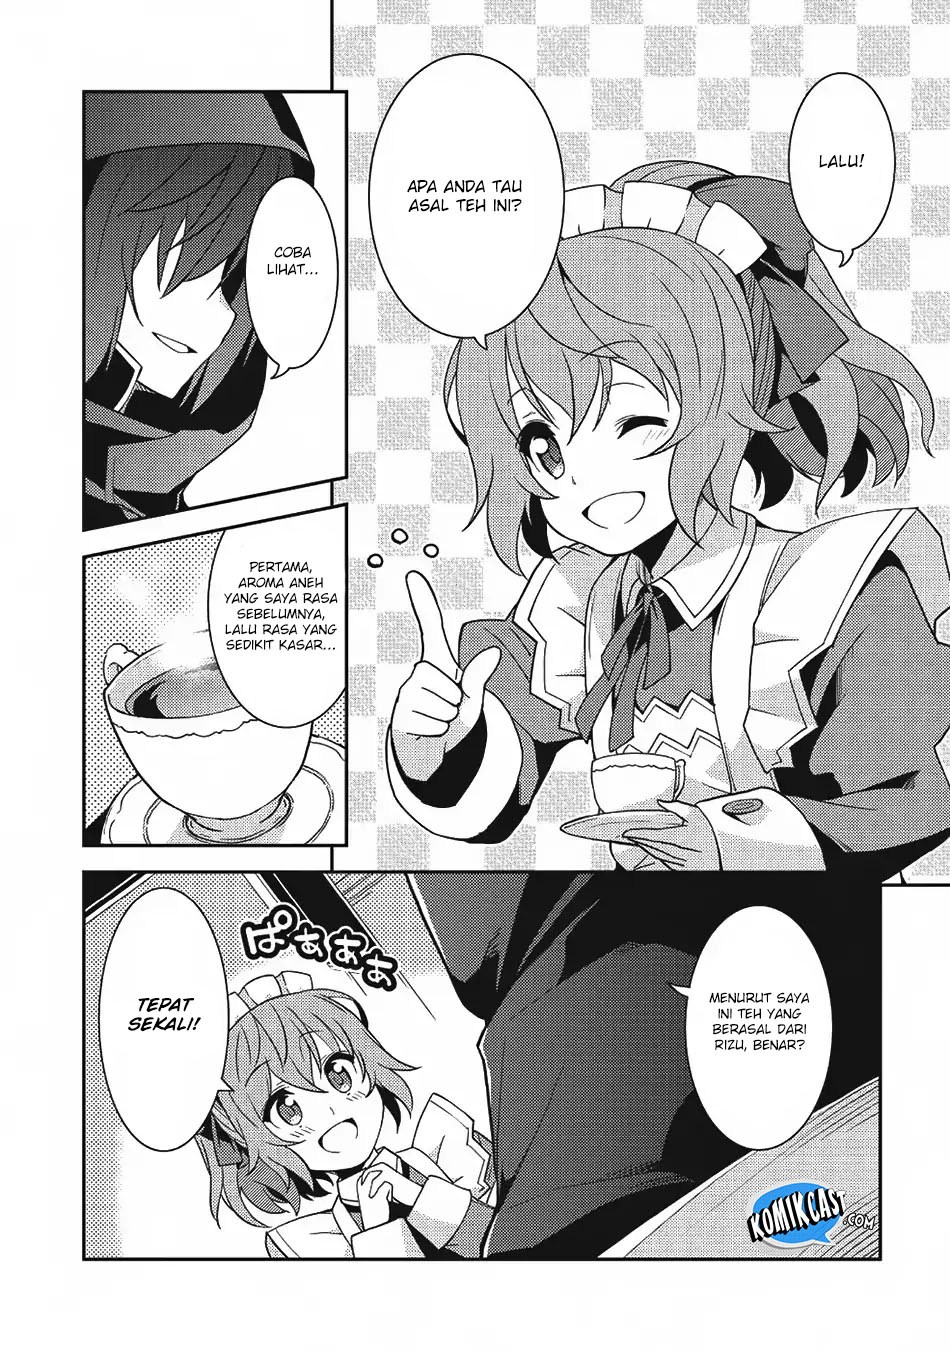 LALU!
APA ANDA TAU
ASAL TEH INI?
COBA
LIHAT...
PERTAMA,
AROMA ANEH
YANG SAYA RASA
SEBELUMNYA,
LALU RASA YANG
SEDIKIT KASAR...
MENURUT SAYA
INI TEH YANG
BERASAL DARI
RIZU, BENAR?
ぱぁぁぁ
TEPAT
SEKALI!
KOMIKCAST
.COM